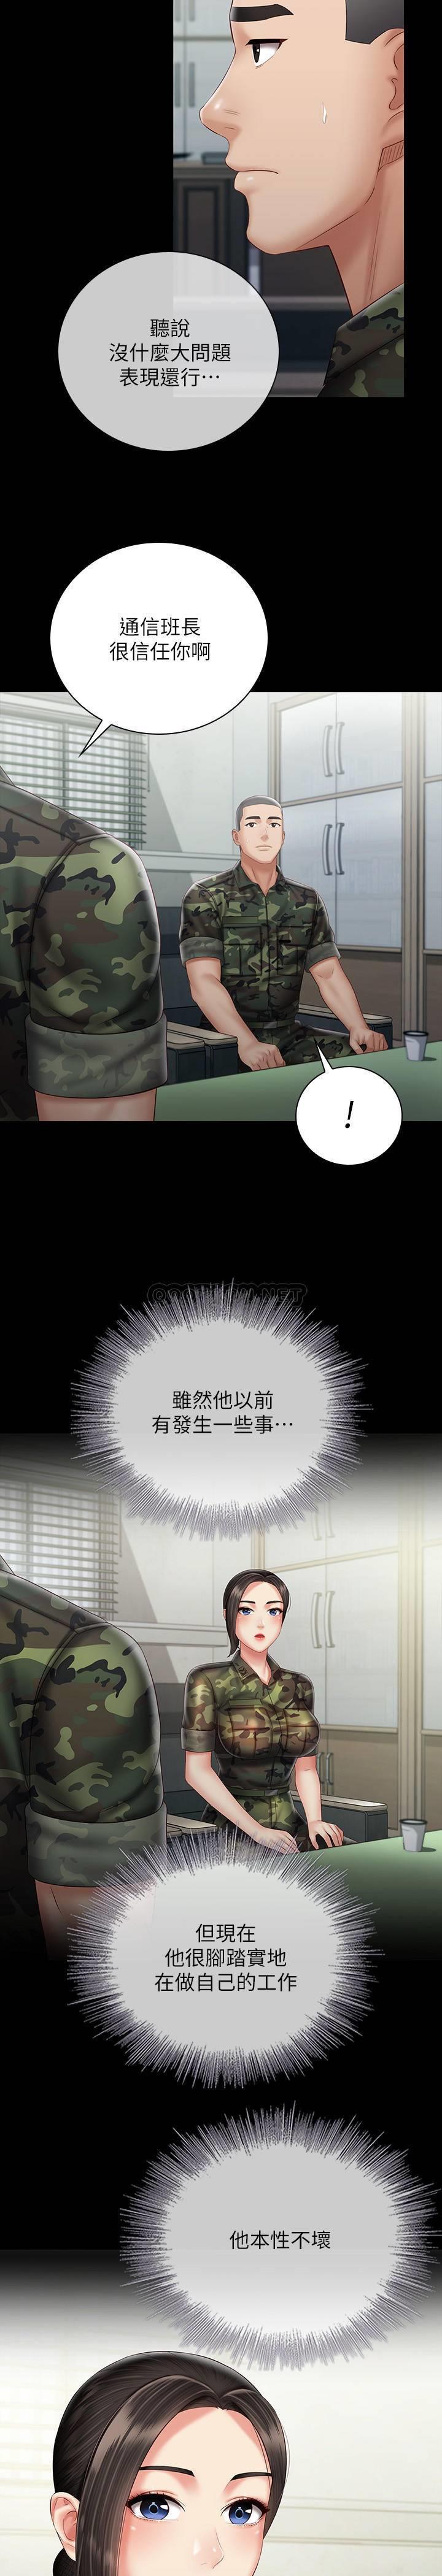 聽說
沒什麼大問題
表現還行…
通信班長
很信任你啊
!
雖然他以前
有發生一些事…
但現在
他很腳踏實地
在做自己的工作
他本性不壞